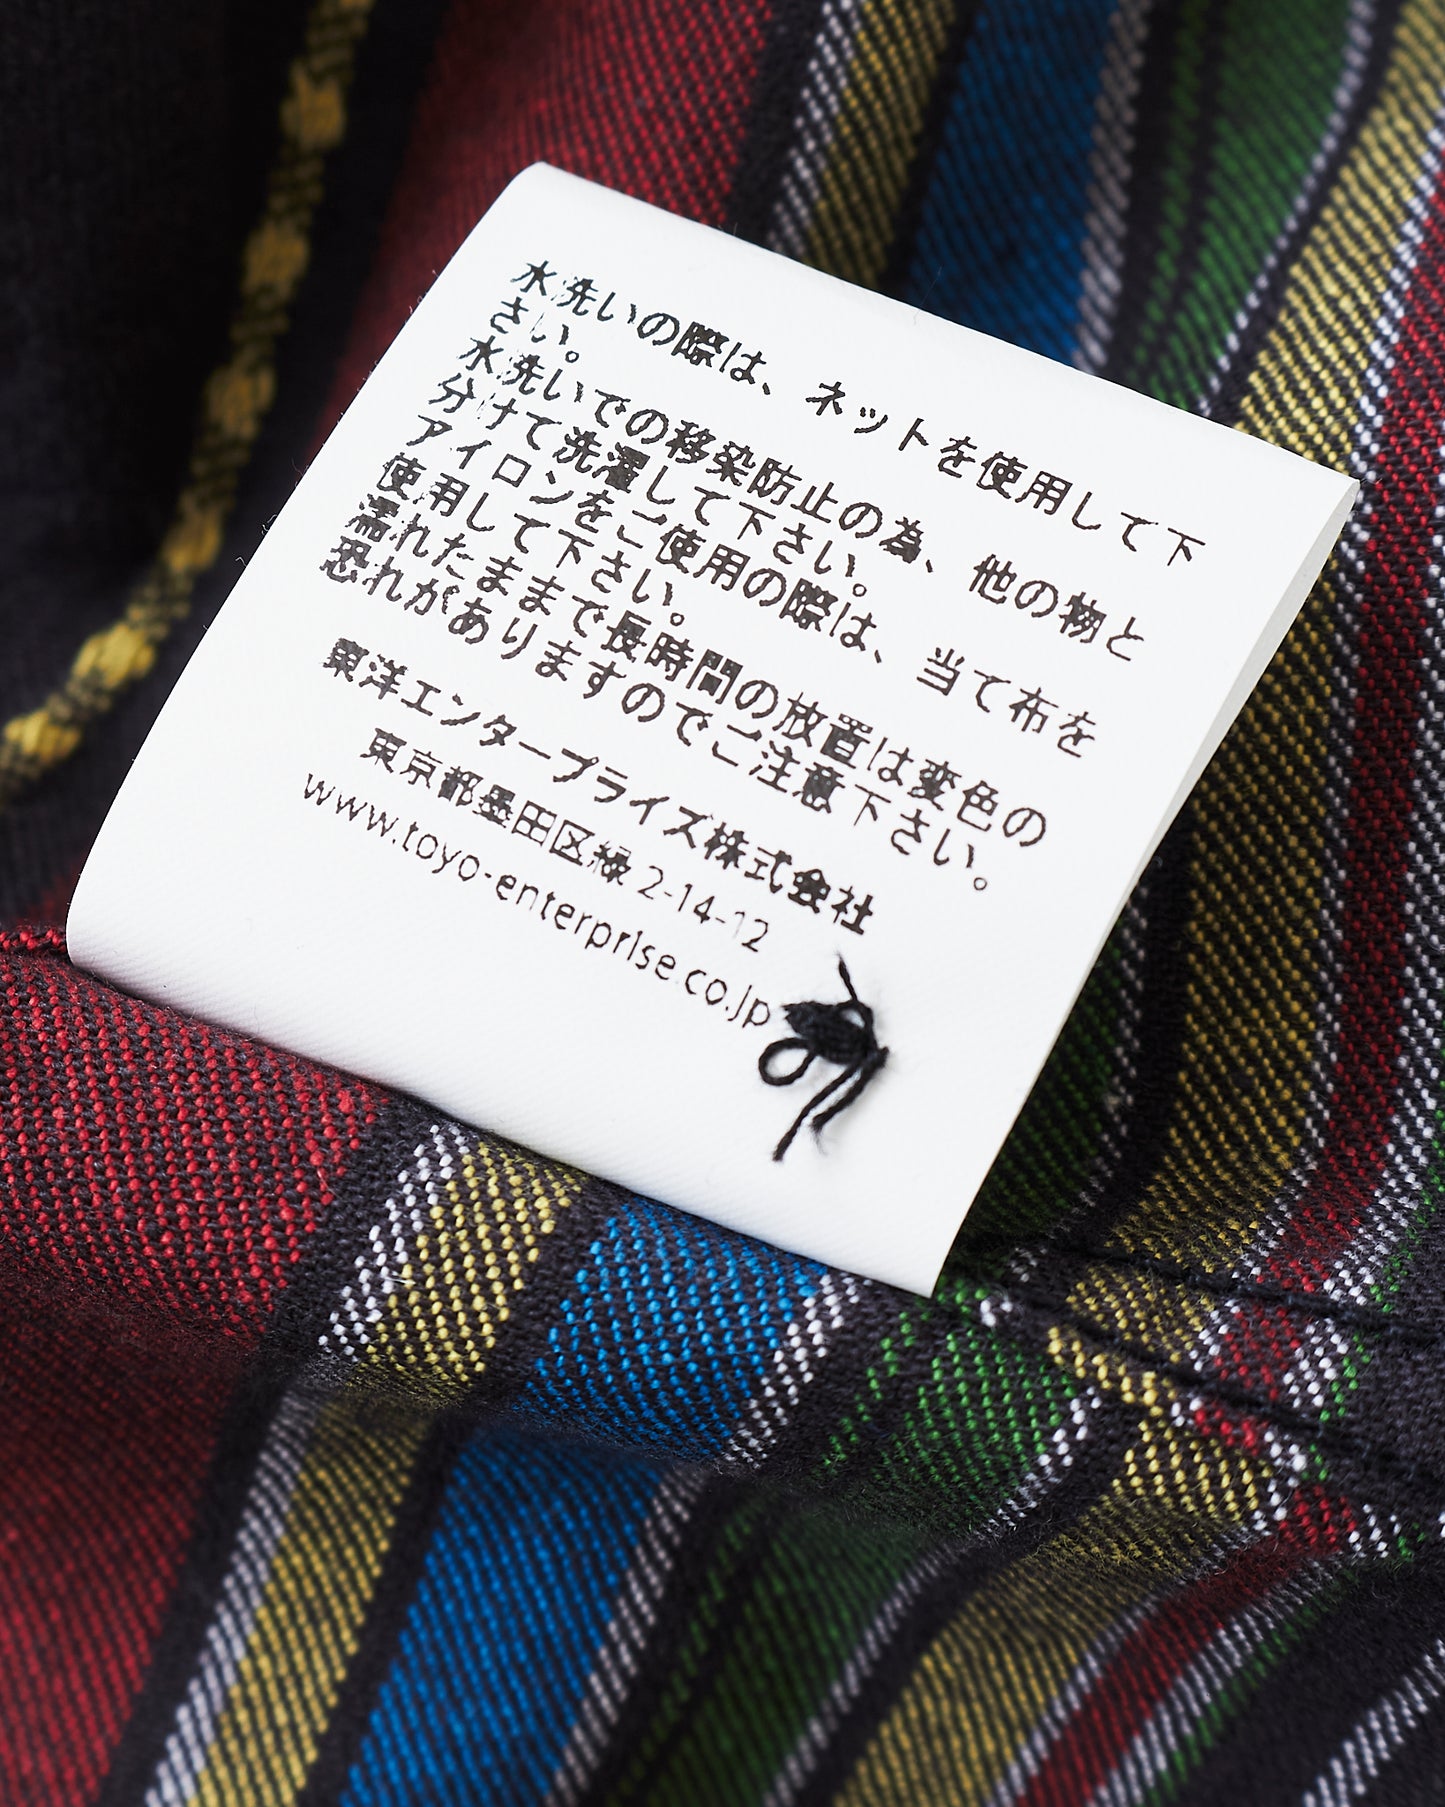 水洗いの際は、ネットを使用して下
さい。
水洗いでの移染防止の為、他の物と
分けて洗濯して下さい。
アイロンをご使用の際は、当て布を
使用して下さい。
濡れたままで長時間の放置は変色の
恐れがありますのでご注意下さい。
東洋エンタープライズ株式会社
東京都墨田区緑 2-14-12
www.toyo-enterprise.co.jp